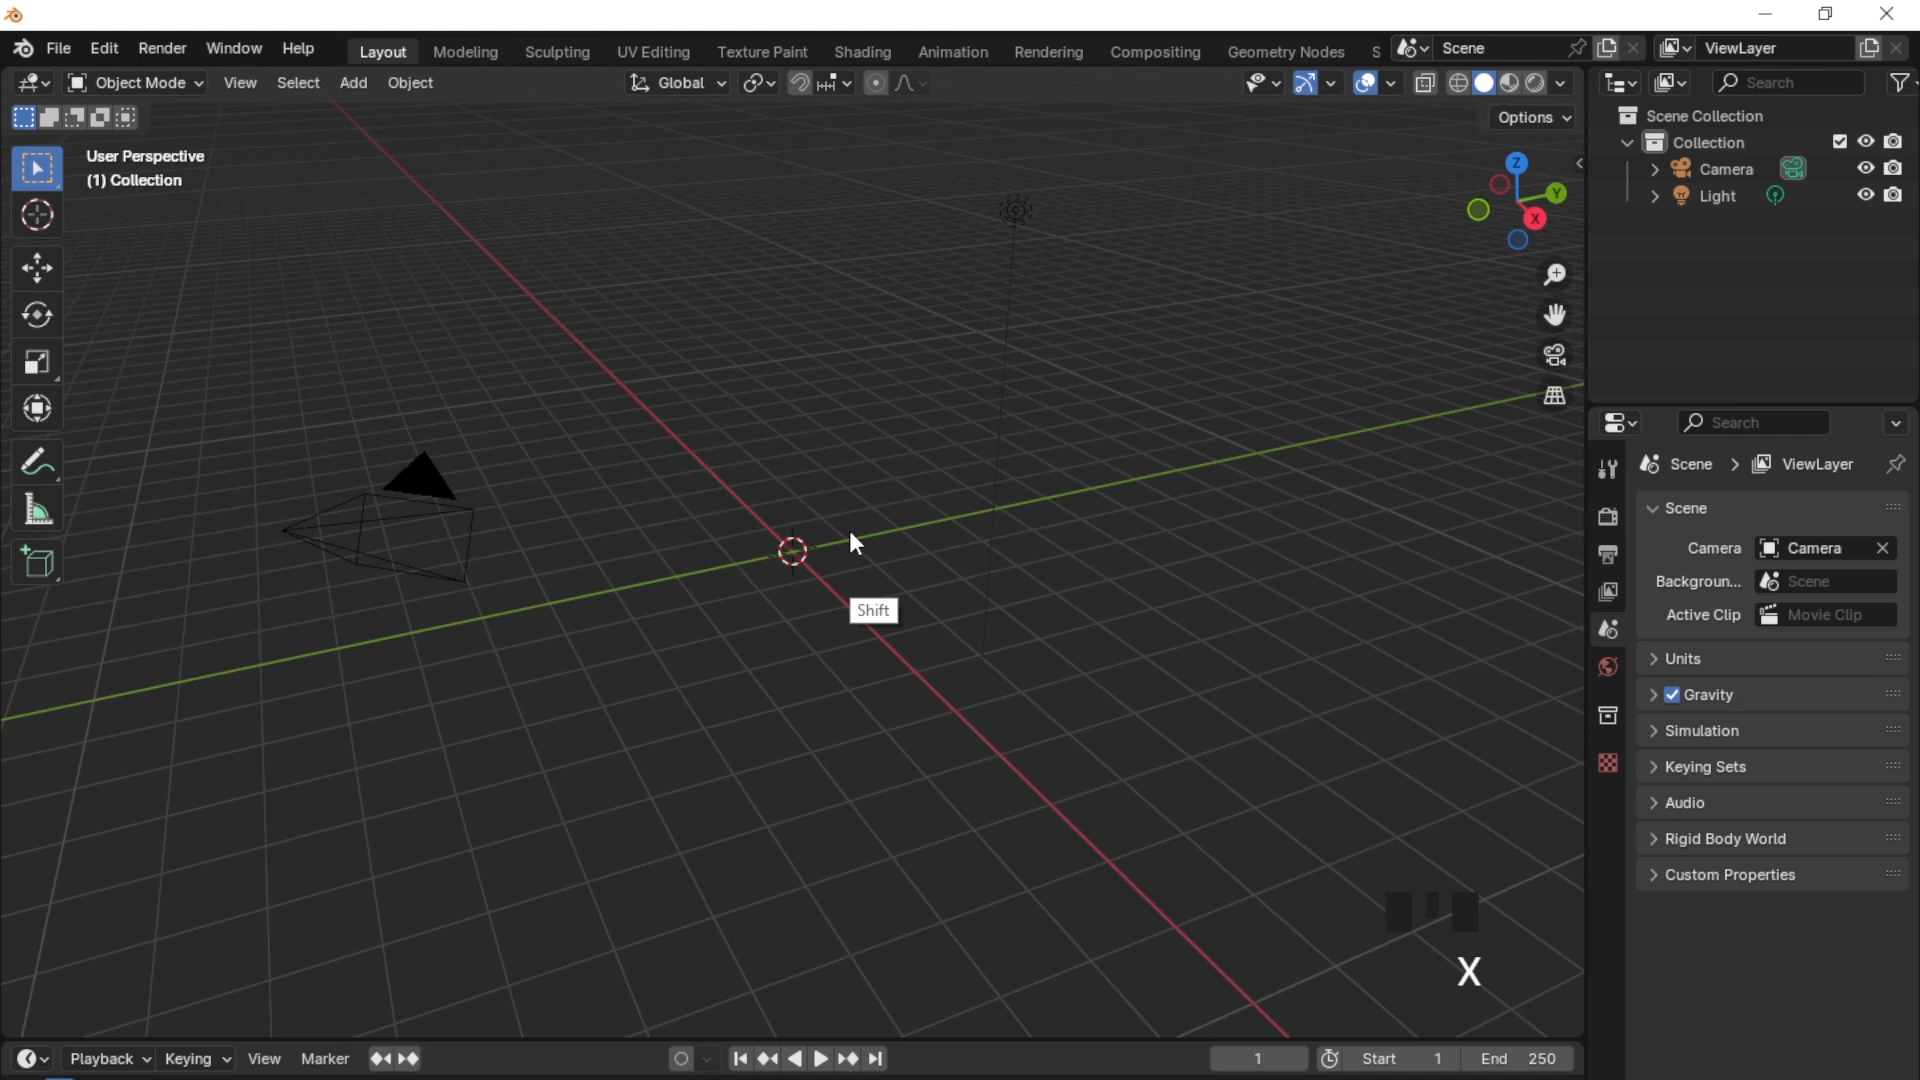 File Edit Render Window Help Layout Modeling Sculpting UV Editing Texture Paint Shading Animation Rendering Compositing Geometry Nodes S Scene ViewLayer
Object Mode View Select Add Object Global Search
Options
User Perspective
(1) Collection
Z
Y
X
Shift
X
Scene Collection
Collection
Camera
Light
Search
Scene ViewLayer
Scene
Camera Camera
Backgroun... Scene
Active Clip Movie Clip
Units
Gravity
Simulation
Keying Sets
Audio
Rigid Body World
Custom Properties
Playback Keying View Marker 1 Start 1 End 250